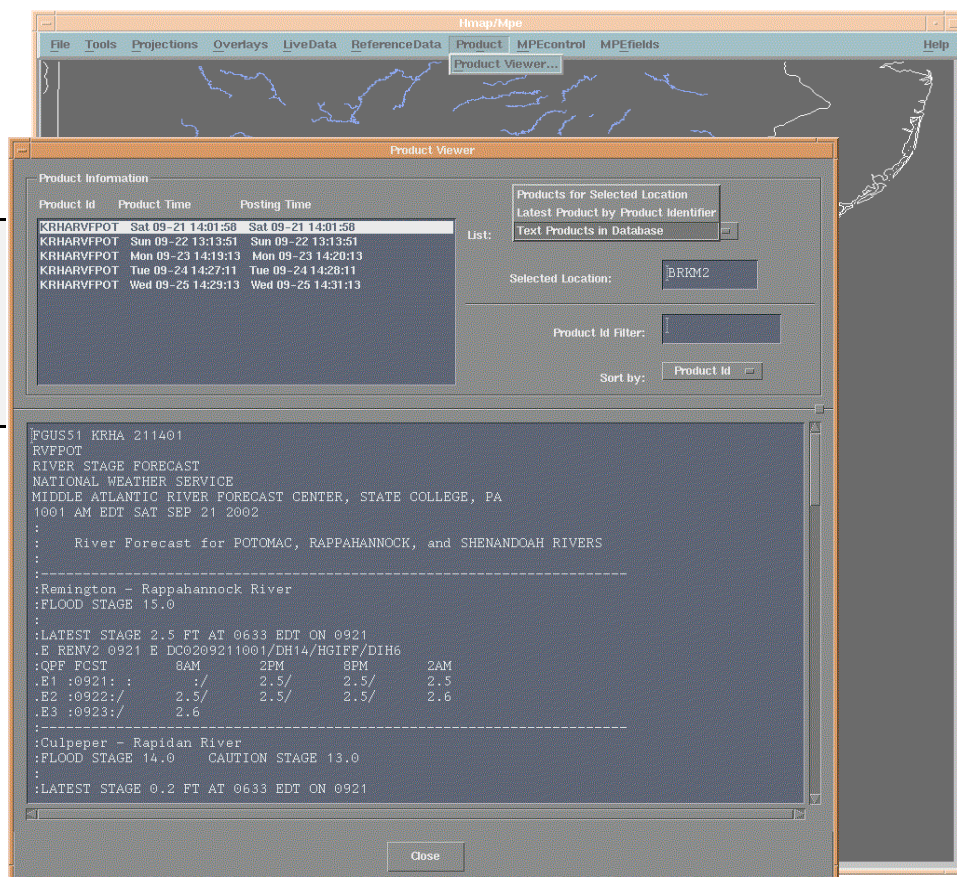 Hmap/Mpe
File Tools Projections Overlays LiveData ReferenceData Product MPEcontrol MPEfields Help
Product Viewer...
Product Viewer
Product Information
Product Id Product Time Posting Time
KRHARVFPOT Sat 09-21 14:01:58 Sat 09-21 14:01:58
KRHARVFPOT Sun 09-22 13:13:51 Sun 09-22 13:13:51
KRHARVFPOT Mon 09-23 14:19:13 Mon 09-23 14:20:13
KRHARVFPOT Tue 09-24 14:27:11 Tue 09-24 14:28:11
KRHARVFPOT Wed 09-25 14:29:13 Wed 09-25 14:31:13
Products for Selected Location
Latest Product by Product Identifier
List: Text Products in Database
Selected Location: BRKM2
Product Id Filter:
Sort by: Product Id
FGUS51 KRHA 211401
RVFPOT
RIVER STAGE FORECAST
NATIONAL WEATHER SERVICE
MIDDLE ATLANTIC RIVER FORECAST CENTER, STATE COLLEGE, PA
1001 AM EDT SAT SEP 21 2002
:
: River Forecast for POTOMAC, RAPPAHANNOCK, and SHENANDOAH RIVERS
:
:----------------------------------------------------------------------
:Remington - Rappahannock River
:FLOOD STAGE 15.0
:
:LATEST STAGE 2.5 FT AT 0633 EDT ON 0921
.E RENV2 0921 E DC0209211001/DH14/HGIFF/DIH6
:QPF FCST 8AM 2PM 8PM 2AM
.E1 :0921: : :/ 2.5/ 2.5/ 2.5
.E2 :0922:/ 2.5/ 2.5/ 2.5/ 2.6
.E3 :0923:/ 2.6
:----------------------------------------------------------------------
:Culpeper - Rapidan River
:FLOOD STAGE 14.0 CAUTION STAGE 13.0
:
:LATEST STAGE 0.2 FT AT 0633 EDT ON 0921
Close